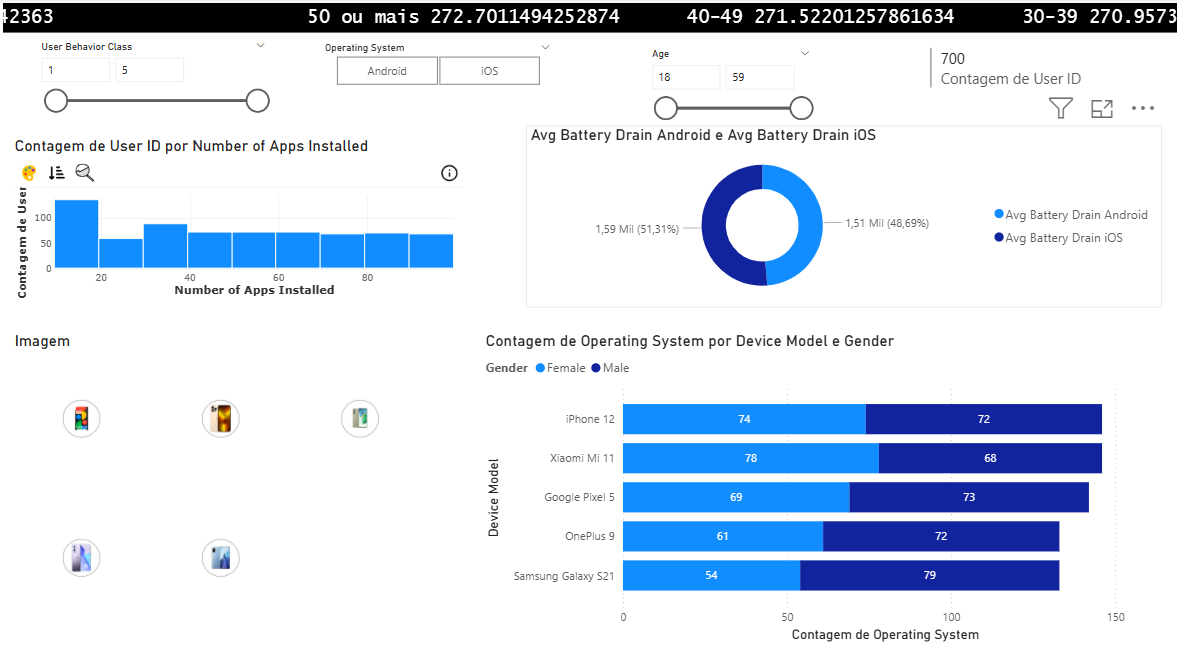 42363 50 ou mais 272.7011494252874 40-49 271.52201257861634 30-39 270.9573
User Behavior Class
1 5
Operating System
Android iOS
Age
18 59
700
Contagem de User ID
Contagem de User ID por Number of Apps Installed
Contagem de User
100
50
0
20 40 60 80
Number of Apps Installed
Avg Battery Drain Android e Avg Battery Drain iOS
1,59 Mil (51,31%)
1,51 Mil (48,69%)
Avg Battery Drain Android
Avg Battery Drain iOS
Imagem
Contagem de Operating System por Device Model e Gender
Gender Female Male
Device Model
iPhone 12 74 72
Xiaomi Mi 11 78 68
Google Pixel 5 69 73
OnePlus 9 61 72
Samsung Galaxy S21 54 79
0 50 100 150
Contagem de Operating System